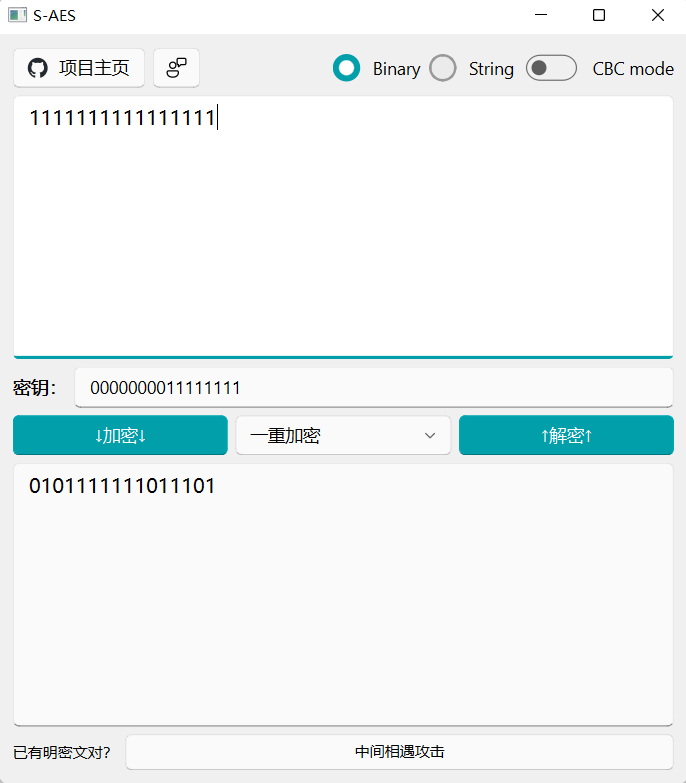 S-AES
项目主页 Binary String CBC mode
1111111111111111
密钥： 0000000011111111
↓加密↓ 一重加密 ↑解密↑
0101111111011101
已有明密文对？ 中间相遇攻击